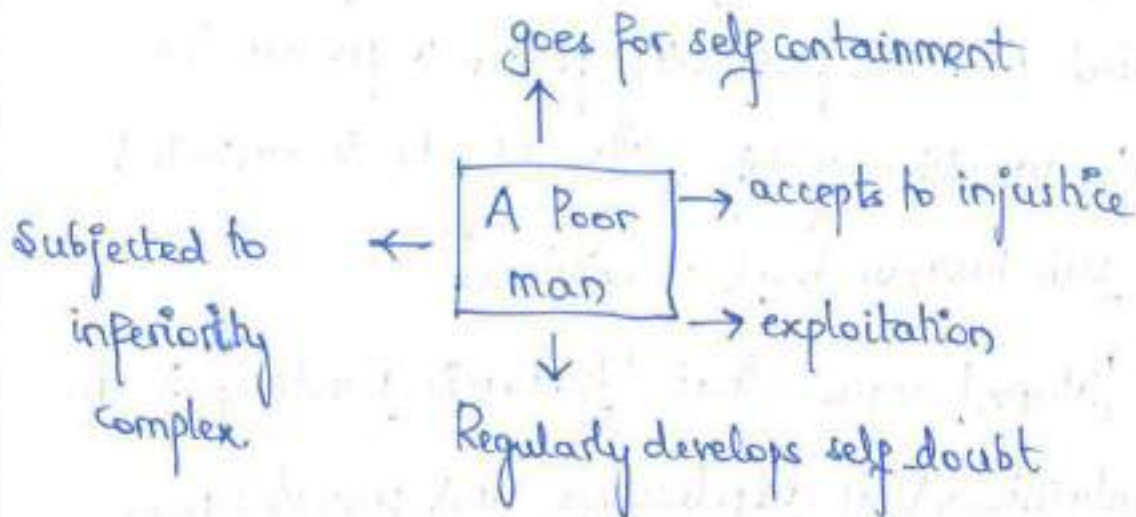 goes for self containment
A Poor
man
accepts to injustice
exploitation
Subjected to
inferiority
complex.
Regularly develops self doubt